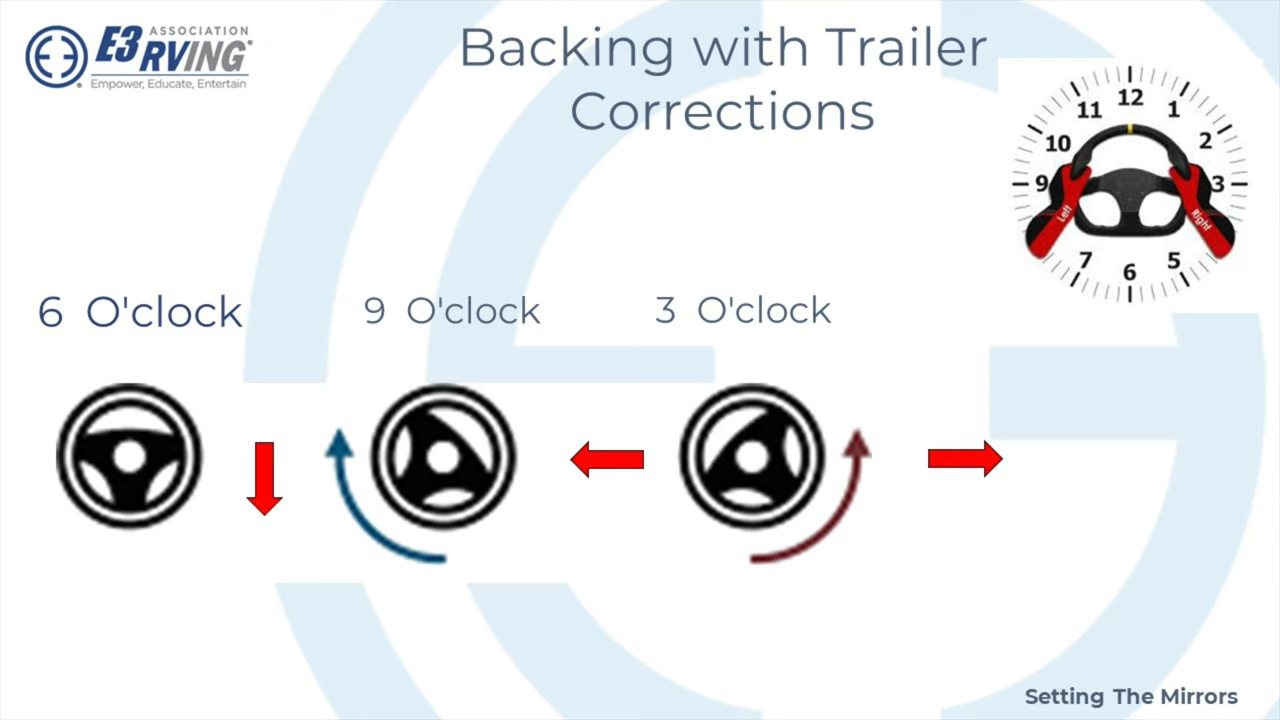 E3 ASSOCIATION
RVING
Empower, Educate, Entertain
Backing with Trailer
Corrections
12
11 1
10 2
9 3
Left Right
7 5
6
6 O'clock 9 O'clock 3 O'clock
Setting The Mirrors